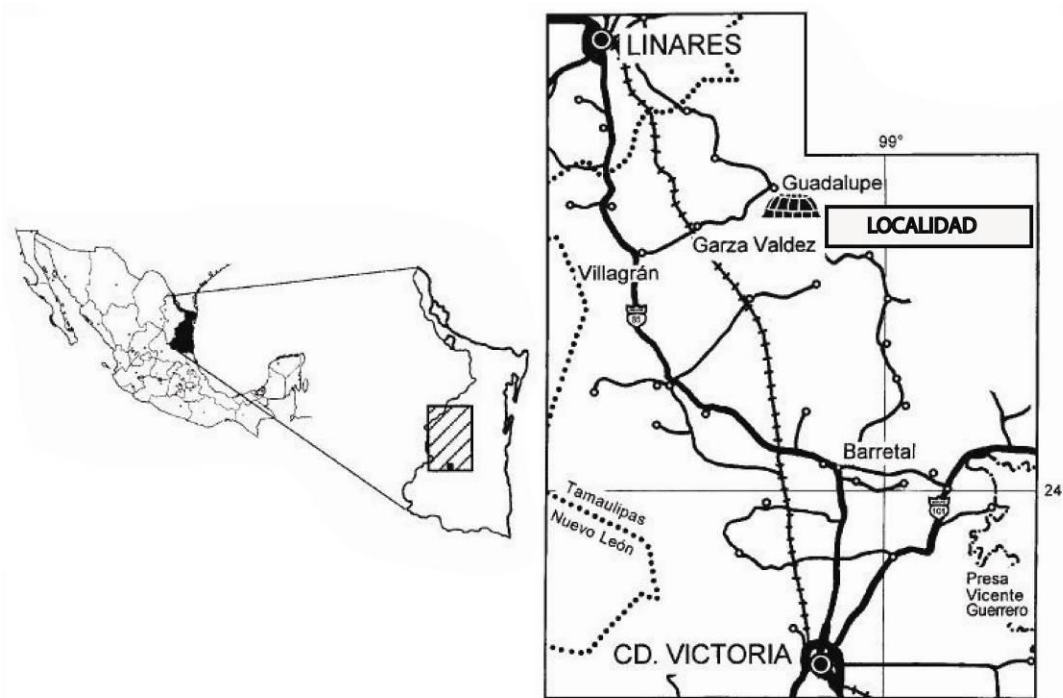 LINARES
99°
Guadalupe
LOCALIDAD
Garza Valdez
Villagrán
85
Barretal
24
101
Tamaulipas
Nuevo León
Presa
Vicente
Guerrero
CD. VICTORIA